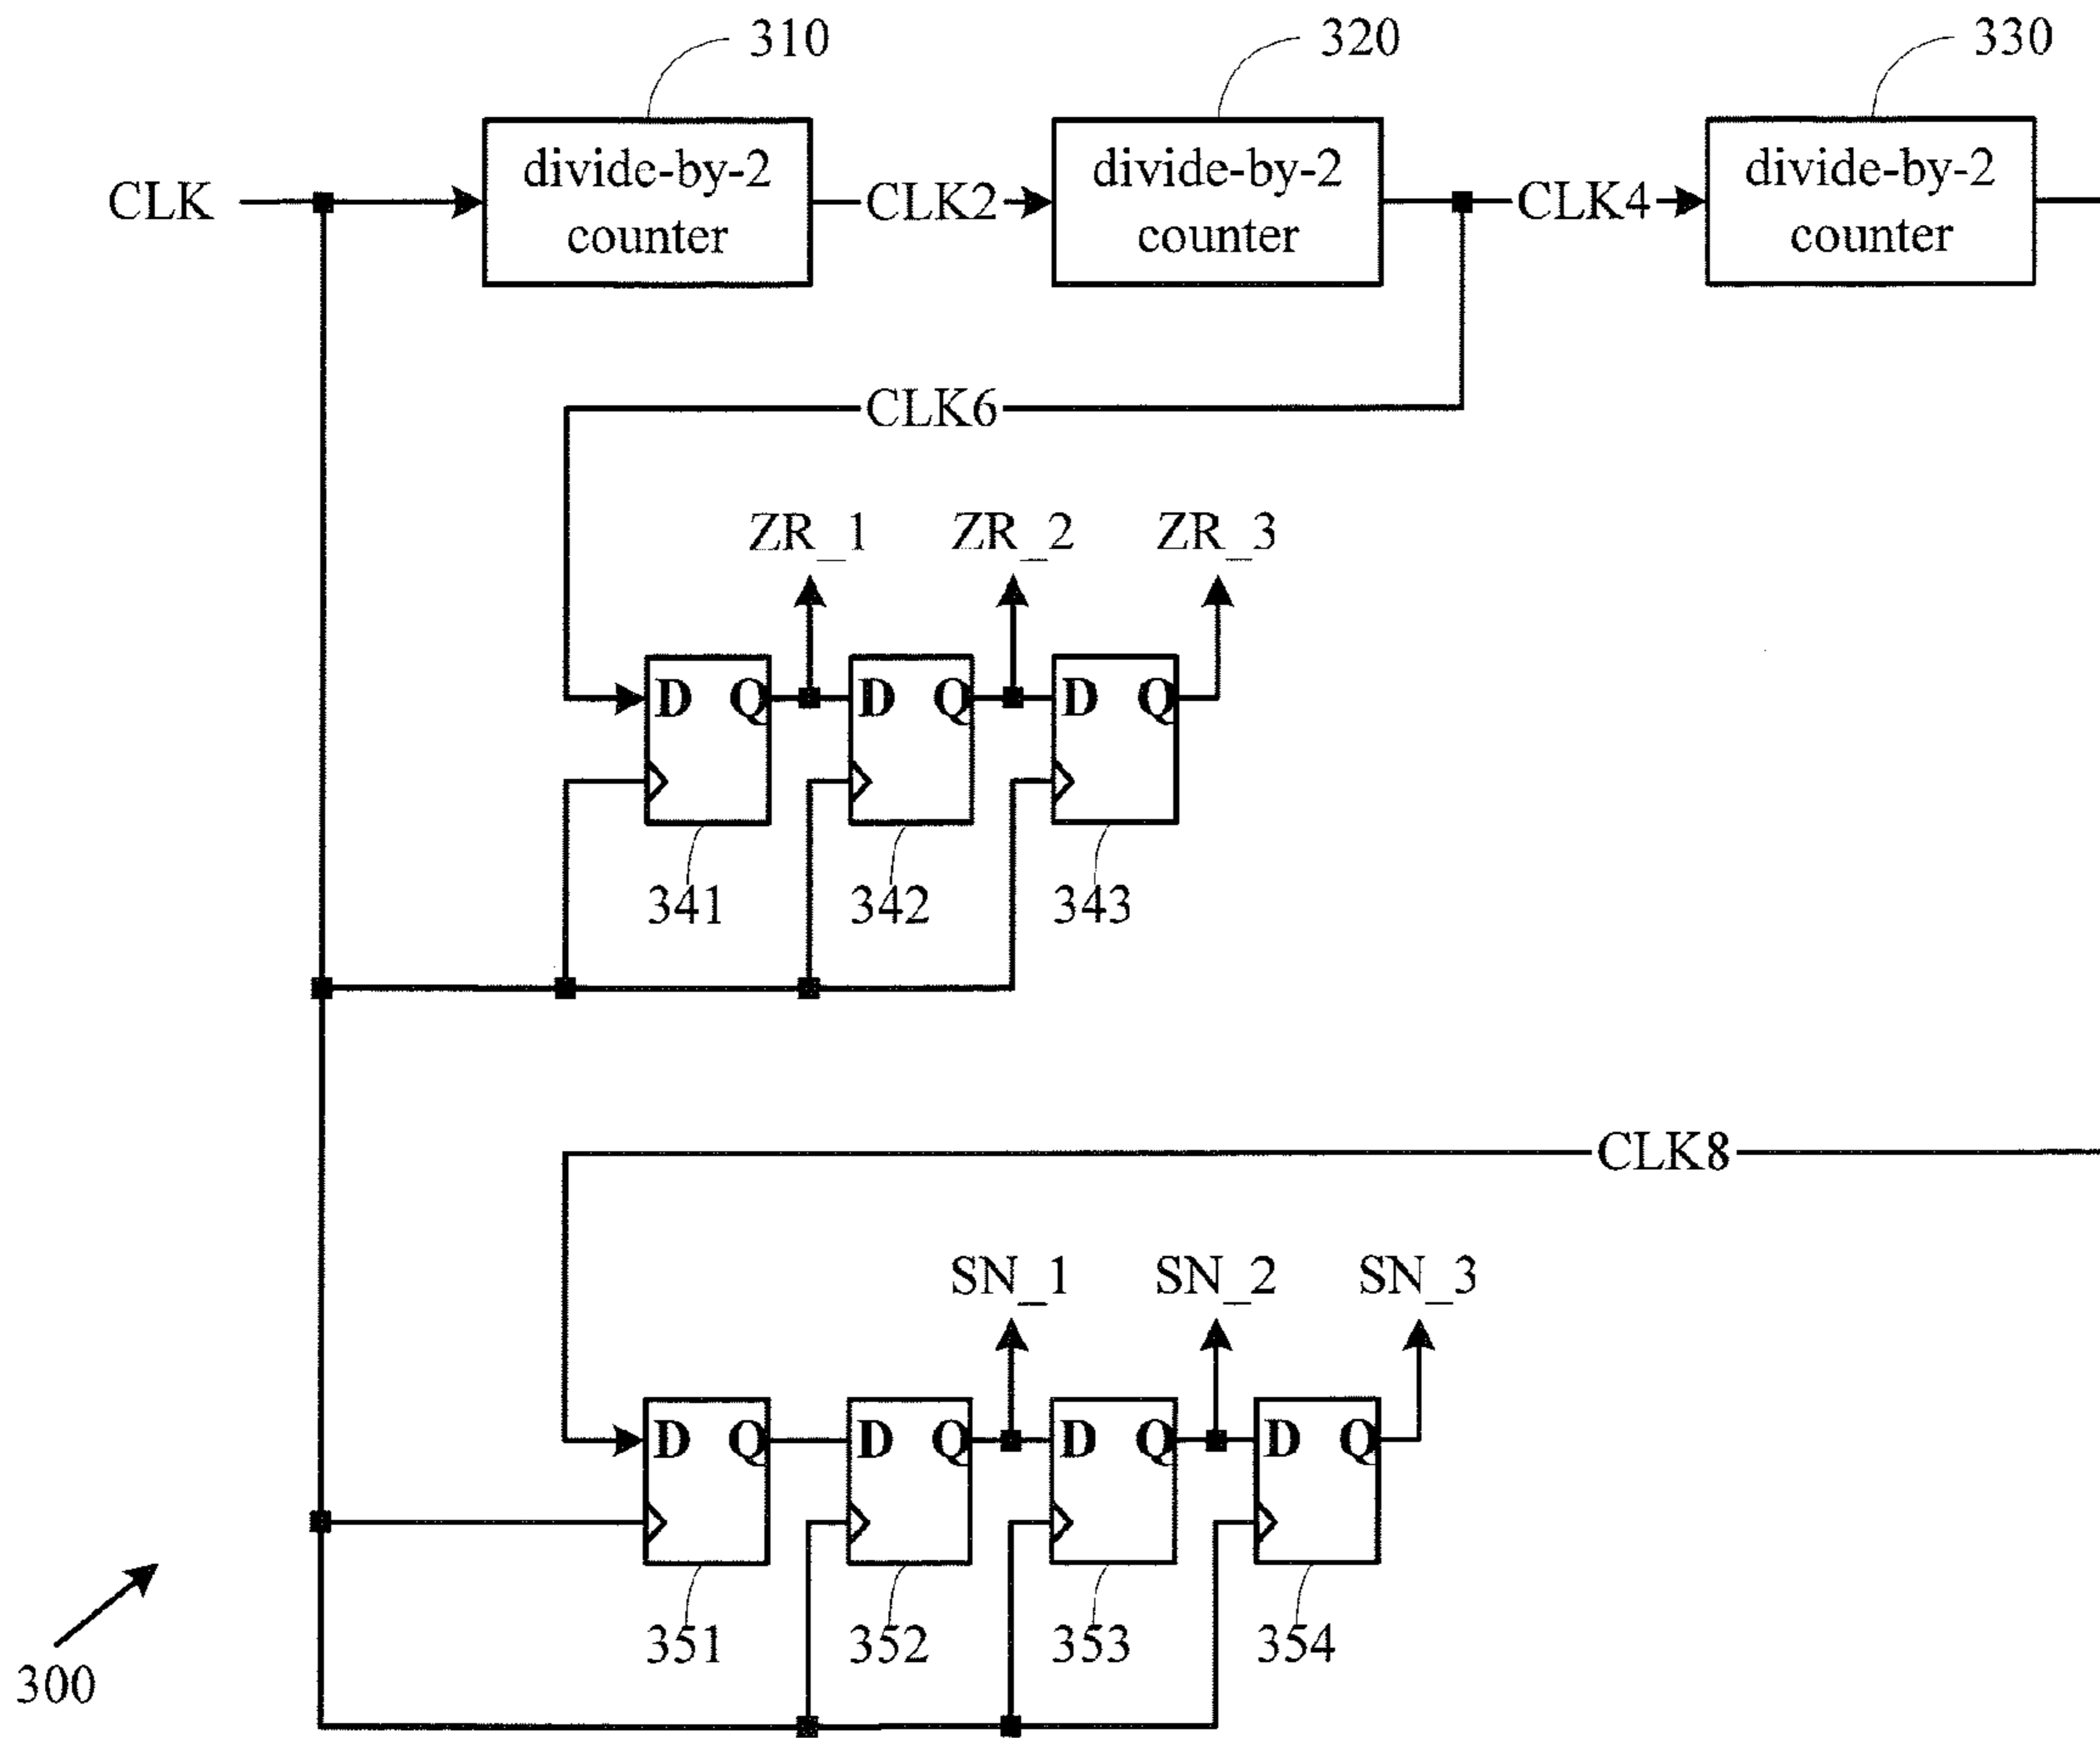 310
320
330
divide-by-2
counter
divide-by-2
counter
divide-by-2
counter
CLK
CLK2
CLK4
CLK6
ZR_1
ZR_2
ZR_3
D Q
D Q
D Q
341
342
343
CLK8
SN_1
SN_2
SN_3
D Q
D Q
D Q
D Q
351
352
353
354
300